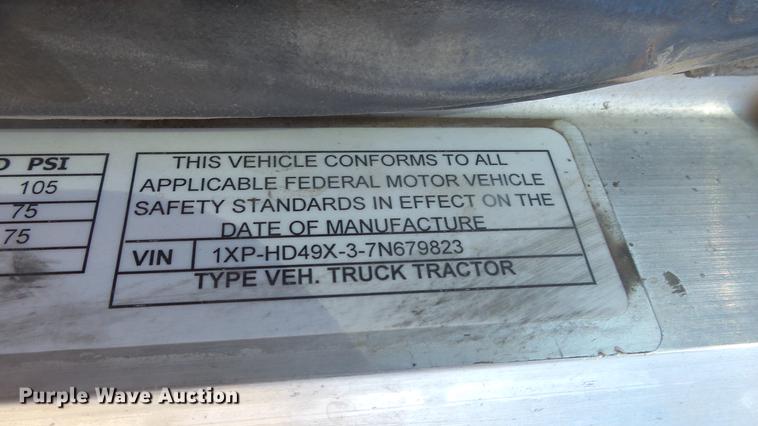 PSI
105
75
75
THIS VEHICLE CONFORMS TO ALL
APPLICABLE FEDERAL MOTOR VEHICLE
SAFETY STANDARDS IN EFFECT ON THE
DATE OF MANUFACTURE
VIN 1XP-HD49X-3-7N679823
TYPE VEH. TRUCK TRACTOR
Purple Wave Auction